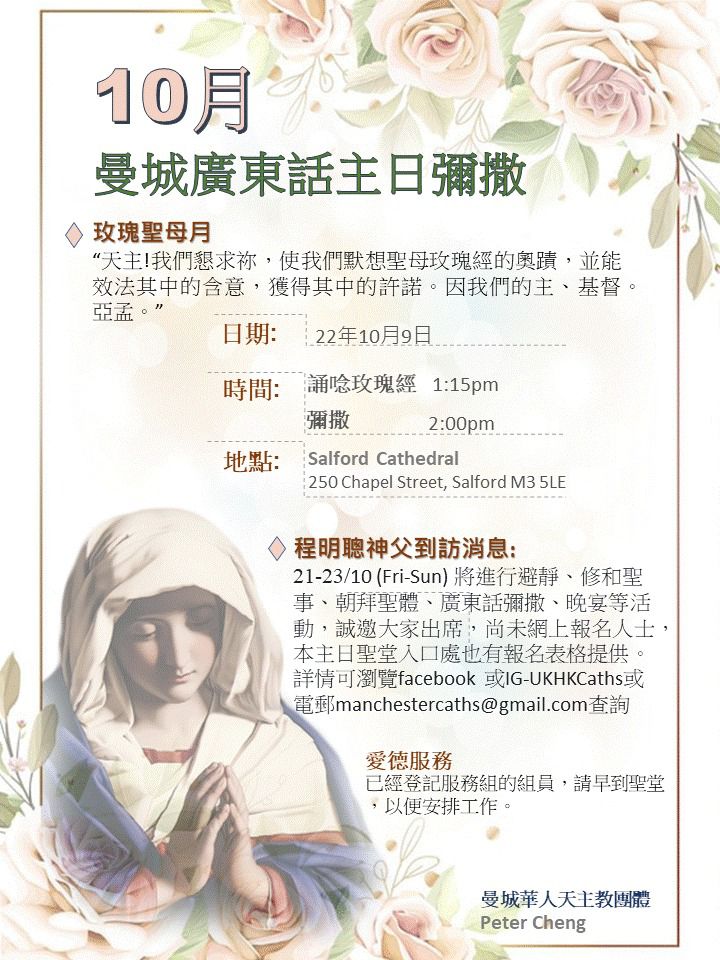 10月
曼城廣東話主日彌撒
玫瑰聖母月
“天主!我們懇求祢，使我們默想聖母玫瑰經的奧蹟，並能
效法其中的含意，獲得其中的許諾。因我們的主、基督。
亞孟。”
日期: 22年10月9日
時間: 誦唸玫瑰經 1:15pm
彌撒 2:00pm
地點: Salford Cathedral
250 Chapel Street, Salford M3 5LE
程明聰神父到訪消息:
21-23/10 (Fri-Sun) 將進行避靜、修和聖
事、朝拜聖體、廣東話彌撒、晚宴等活
動，誠邀大家出席，尚未網上報名人士，
本主日聖堂入口處也有報名表格提供。
詳情可瀏覽facebook 或IG-UKHKCaths或
電郵manchestercaths@gmail.com查詢
愛德服務
已經登記服務組的組員，請早到聖堂
，以便安排工作。
曼城華人天主教團體
Peter Cheng